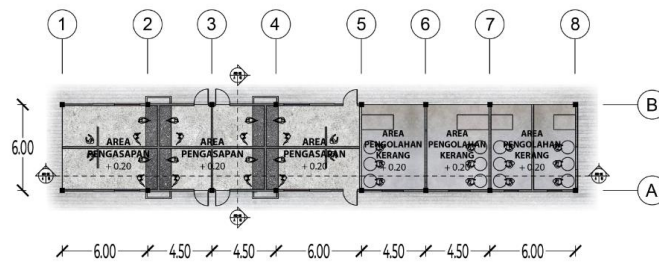 1 2 3 4 5 6 7 8
B
6.00
AREA PENGASAPAN + 0.20
AREA PENGASAPAN + 0.20
AREA PENGASAPAN + 0.20
AREA PENGOLAHAN KERANG + 0.20
AREA PENGOLAHAN KERANG + 0.20
AREA PENGOLAHAN KERANG + 0.20
A
6.00 4.50 4.50 6.00 4.50 4.50 6.00